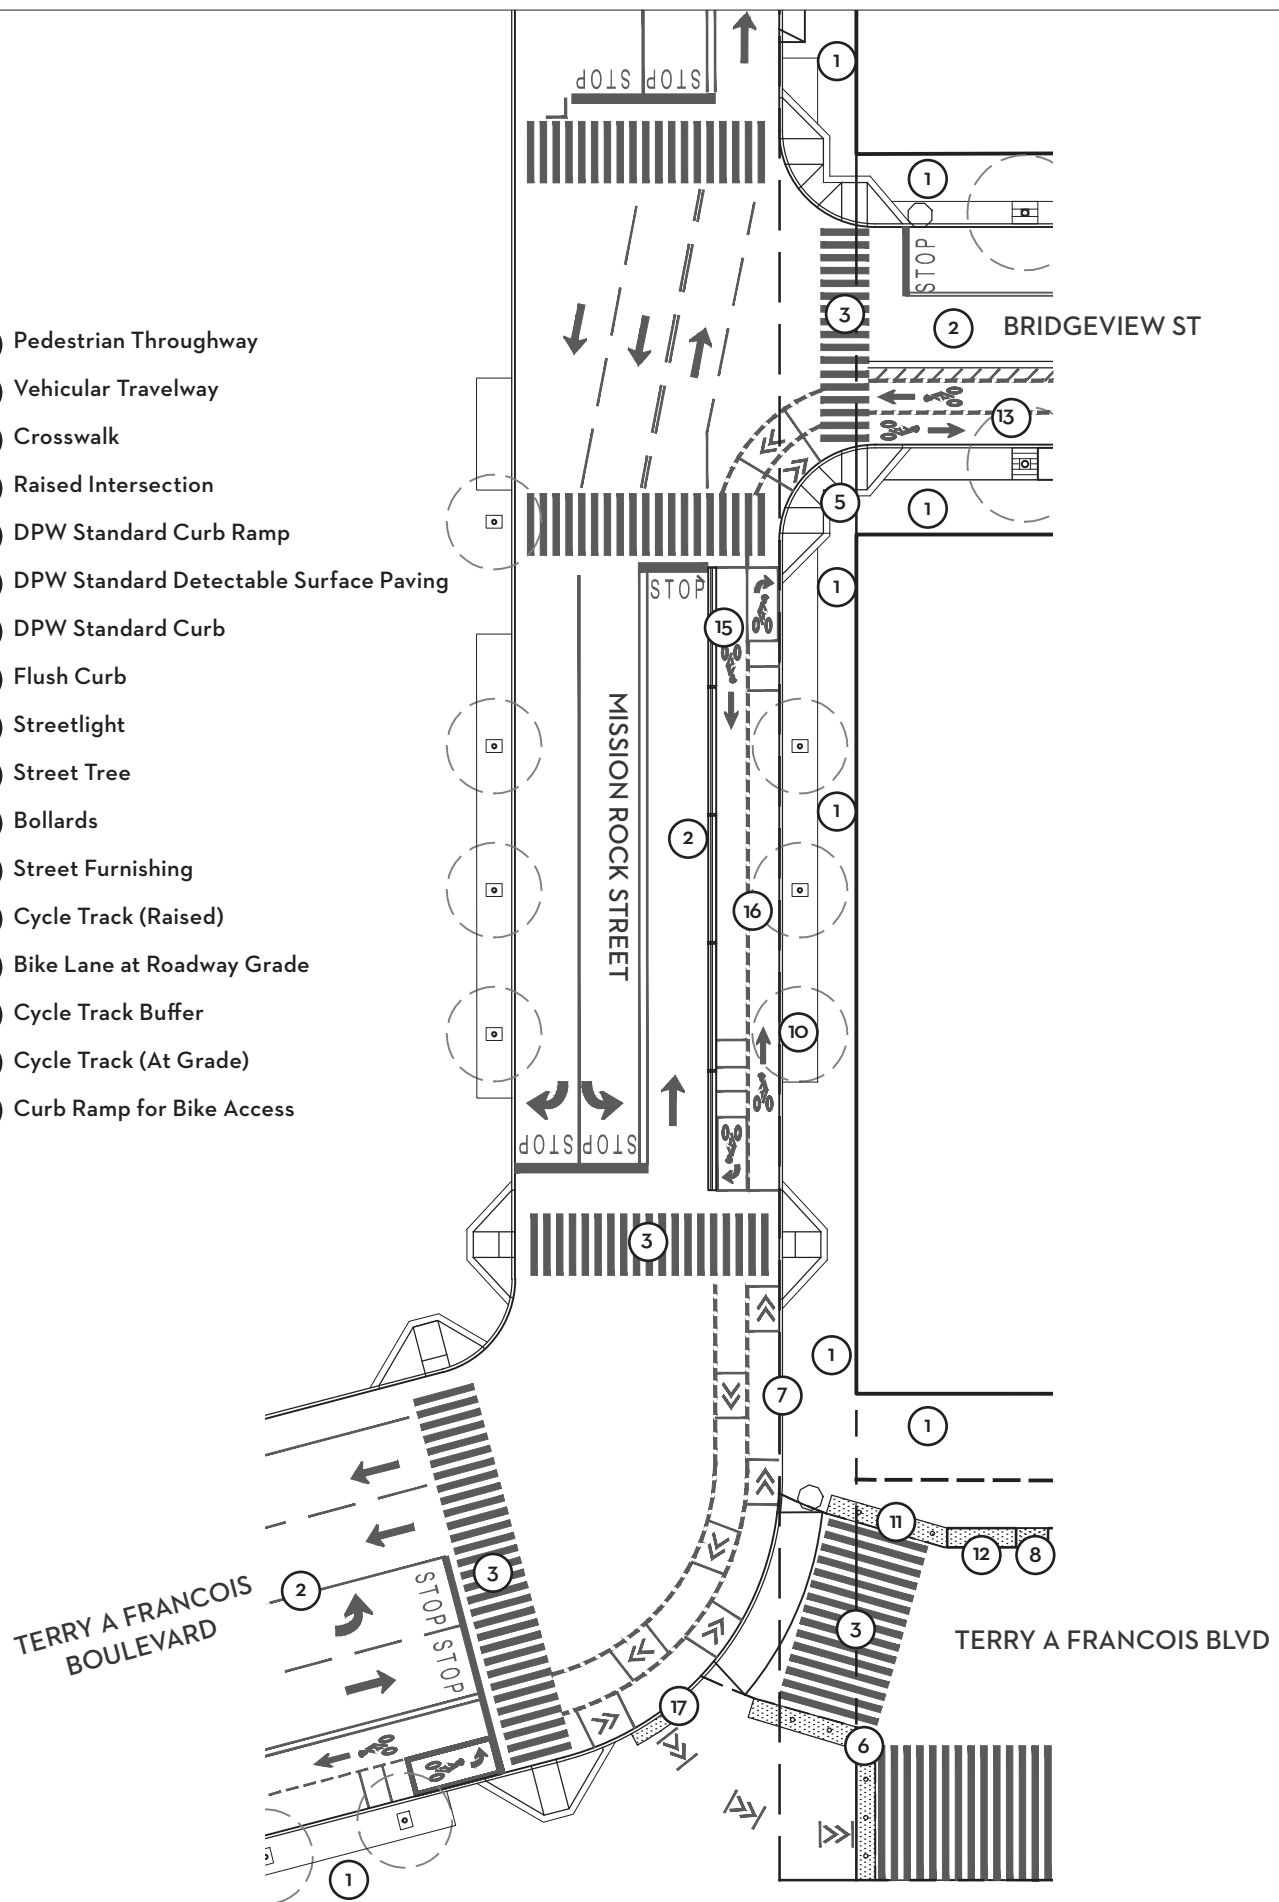 STOP STOP
1
1
STOP
3
2
BRIDGEVIEW ST
Pedestrian Throughway
Vehicular Travelway
Crosswalk
Raised Intersection
DPW Standard Curb Ramp
DPW Standard Detectable Surface Paving
DPW Standard Curb
Flush Curb
Streetlight
Street Tree
Bollards
Street Furnishing
Cycle Track (Raised)
Bike Lane at Roadway Grade
Cycle Track Buffer
Cycle Track (At Grade)
Curb Ramp for Bike Access
13
5
1
STOP
1
15
MISSION ROCK STREET
2
1
16
10
STOP STOP
3
1
7
1
11
12
8
3
2
STOP STOP
TERRY A FRANCOIS
BOULEVARD
3
TERRY A FRANCOIS BLVD
17
6
1